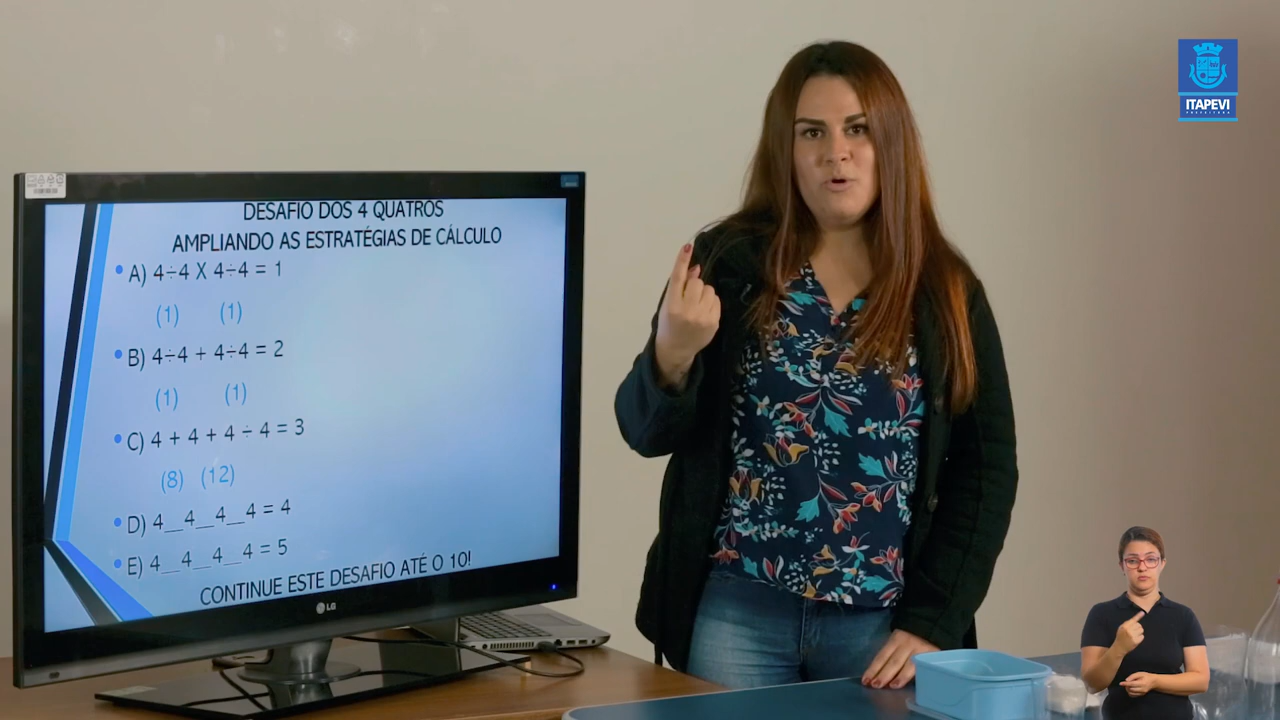 DESAFIO DOS 4 QUATROS
AMPLIANDO AS ESTRATÉGIAS DE CÁLCULO
• A) 4÷4 X 4÷4 = 1
(1) (1)
• B) 4÷4 + 4÷4 = 2
(1) (1)
• C) 4 + 4 + 4 ÷ 4 = 3
(8) (12)
• D) 4__4__4__4 = 4
• E) 4__4__4__4 = 5
CONTINUE ESTE DESAFIO ATÉ O 10!
LG
ITAPEVI
PREFEITURA